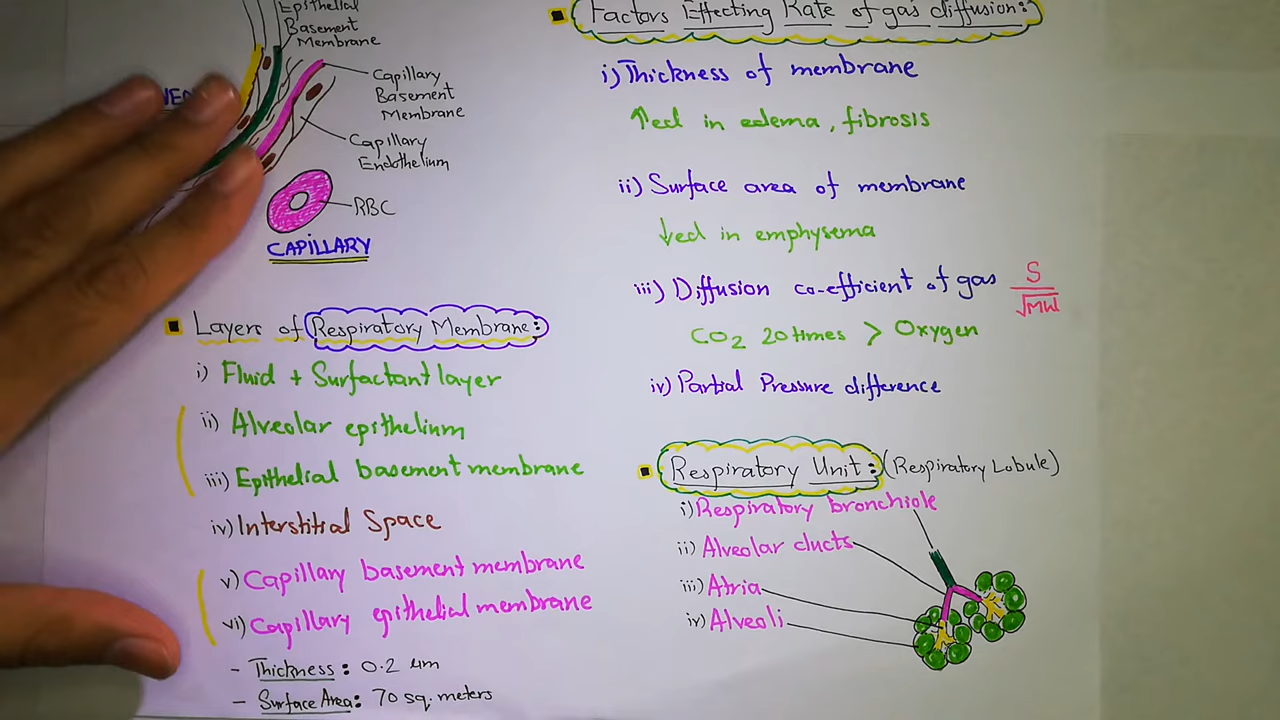 Epithelial
Basement
Membrane
Capillary
Basement
Membrane
Capillary
Endothelium
RBC
CAPILLARY
Layers of Respiratory Membrane:
i) Fluid + Surfactant layer
ii) Alveolar epithelium
iii) Epithelial basement membrane
iv) Interstitial Space
v) Capillary basement membrane
vi) Capillary epithelial membrane
- Thickness: 0.2 um
- Surface Area: 70 sq. meters
Factors Effecting Rate of gas diffusion:
i) Thickness of membrane
↑ed in edema, fibrosis
ii) Surface area of membrane
↓ed in emphysema
iii) Diffusion co-efficient of gas S/√MW
CO2 20 times > Oxygen
iv) Partial Pressure difference
Respiratory Unit: (Respiratory Lobule)
i) Respiratory bronchiole
ii) Alveolar ducts
iii) Atria
iv) Alveoli